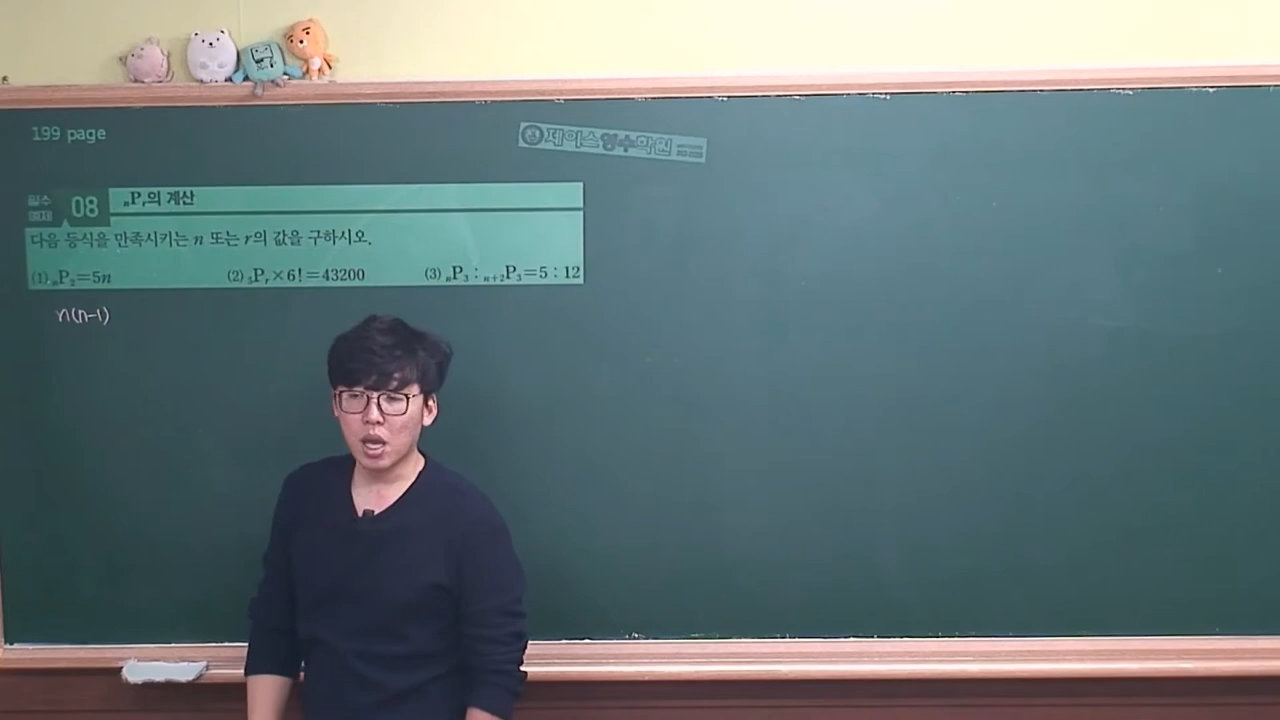 199 page
제이스영수학원
필수
예제 08 ₙPᵣ의 계산
다음 등식을 만족시키는 n 또는 r의 값을 구하시오.
(1) ₙP₂=5n (2) ₅Pᵣ×6!=43200 (3) ₙP₃ : ₙ₊₂P₃=5 : 12
n(n-1)